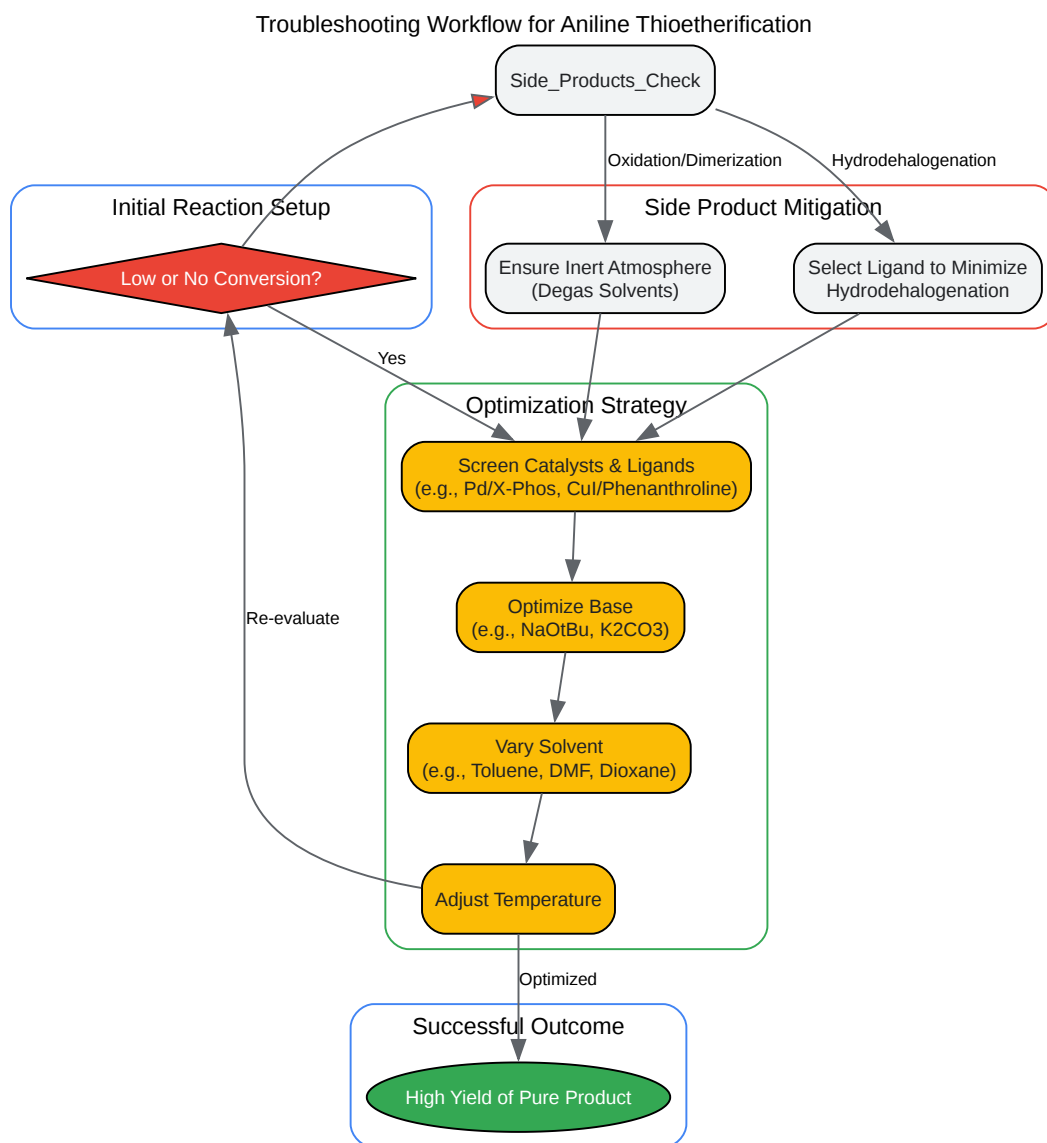 Troubleshooting Workflow for Aniline Thioetherification
Side_Products_Check
Oxidation/Dimerization
Hydrodehalogenation
Initial Reaction Setup
Side Product Mitigation
Low or No Conversion?
Ensure Inert Atmosphere
(Degas Solvents)
Select Ligand to Minimize
Hydrodehalogenation
Yes
Optimization Strategy
Screen Catalysts & Ligands
(e.g., Pd/X-Phos, CuI/Phenanthroline)
Optimize Base
(e.g., NaOtBu, K2CO3)
Re-evaluate
Vary Solvent
(e.g., Toluene, DMF, Dioxane)
Adjust Temperature
Optimized
Successful Outcome
High Yield of Pure Product